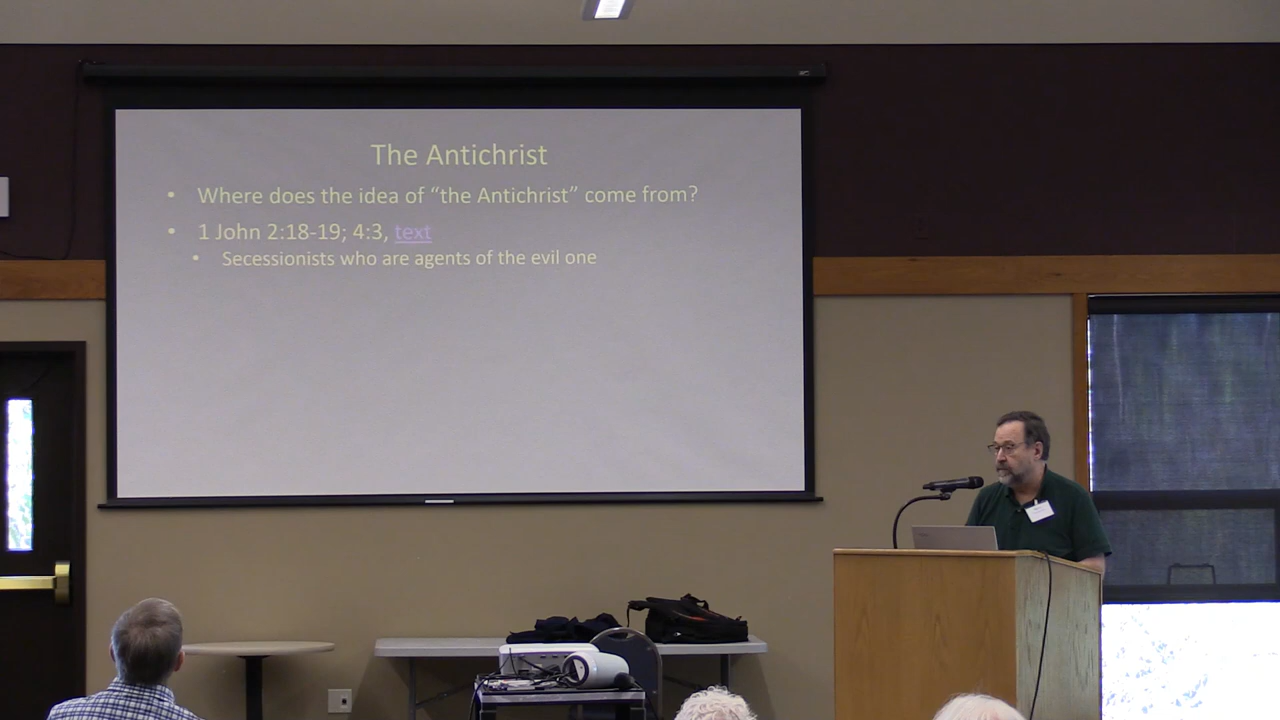 The Antichrist
• Where does the idea of “the Antichrist” come from?
• 1 John 2:18-19; 4:3, text
• Secessionists who are agents of the evil one